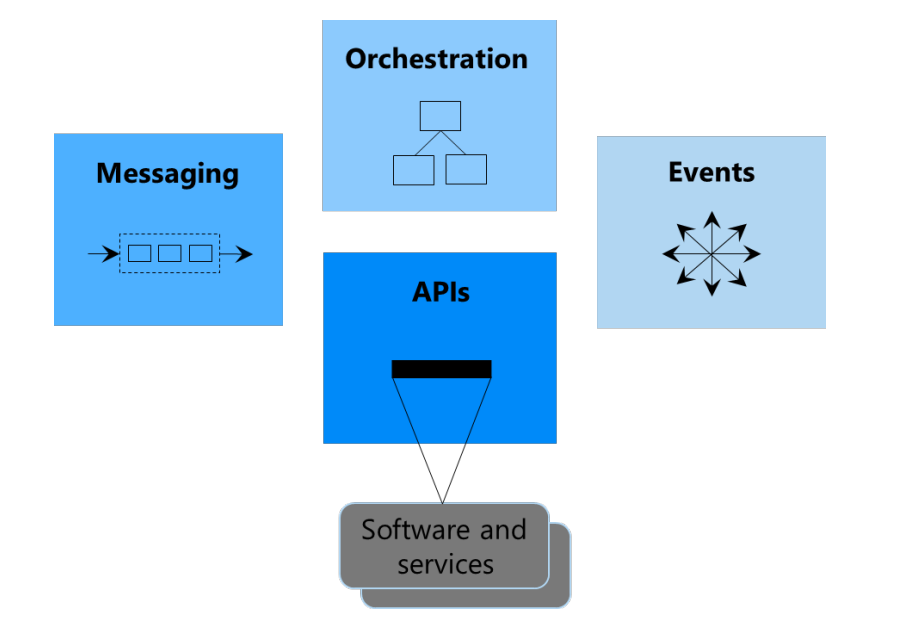 Orchestration
Messaging
Events
APIs
Software and
services